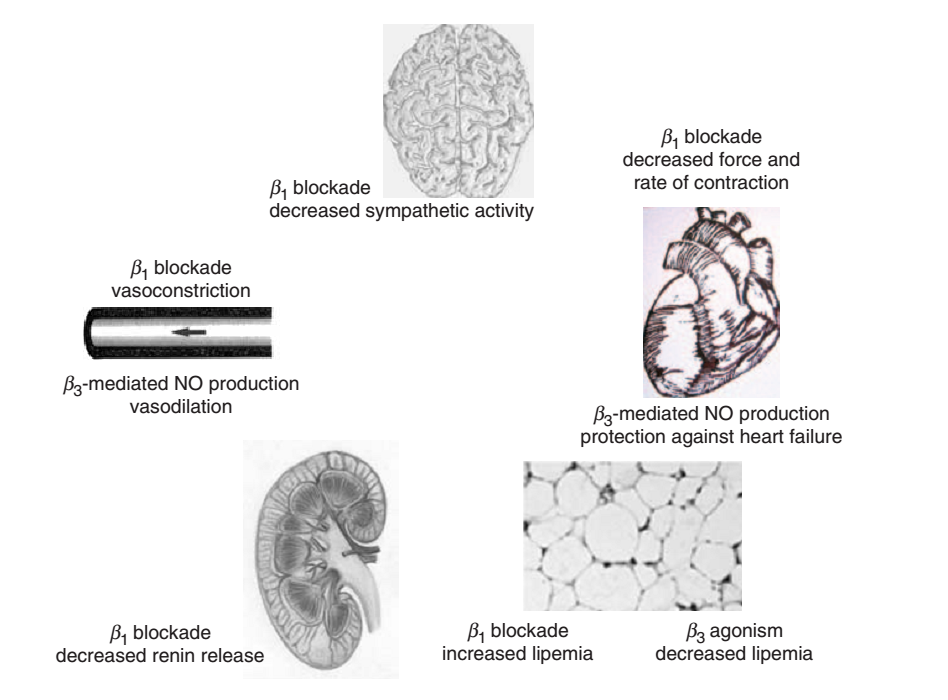 β1 blockade
decreased sympathetic activity
β1 blockade
decreased force and
rate of contraction
β1 blockade
vasoconstriction
β3-mediated NO production
vasodilation
β3-mediated NO production
protection against heart failure
β1 blockade
decreased renin release
β1 blockade
increased lipemia
β3 agonism
decreased lipemia